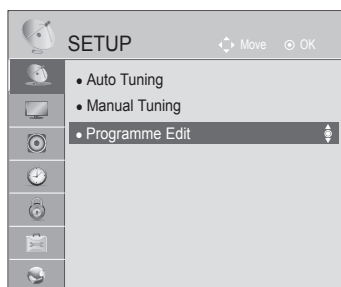 SETUP
Move OK
• Auto Tuning
• Manual Tuning
• Programme Edit